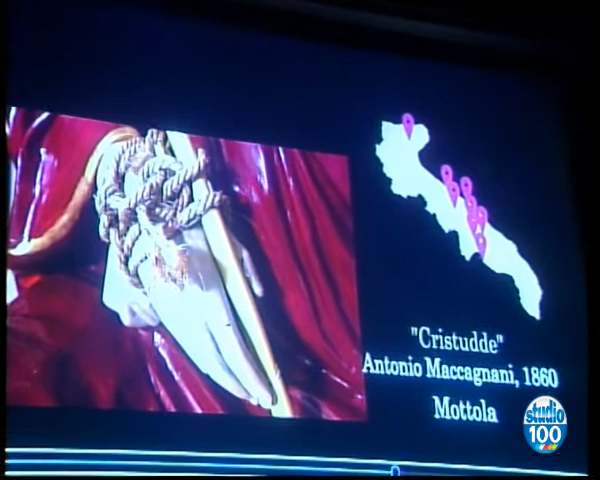 "Cristudde"
Antonio Maccagnani, 1860
Mottola
studio
100